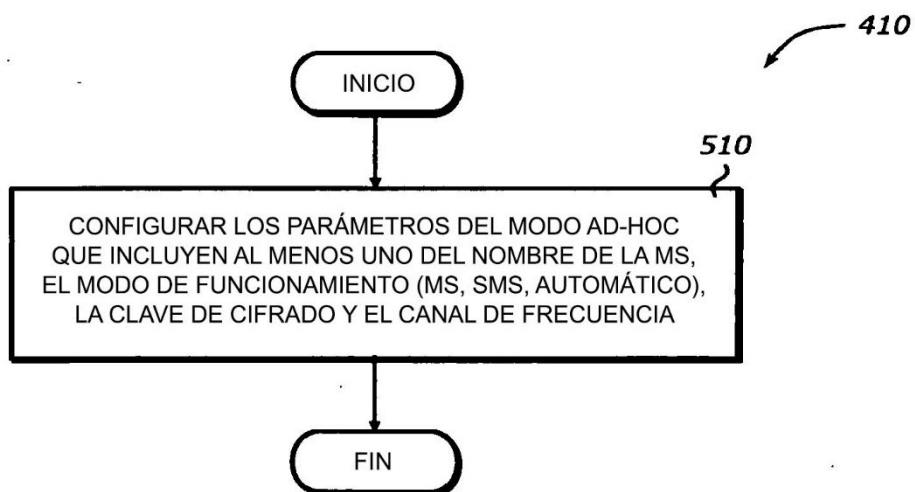 410
INICIO
510
CONFIGURAR LOS PARÁMETROS DEL MODO AD-HOC
QUE INCLUYEN AL MENOS UNO DEL NOMBRE DE LA MS,
EL MODO DE FUNCIONAMIENTO (MS, SMS, AUTOMÁTICO),
LA CLAVE DE CIFRADO Y EL CANAL DE FRECUENCIA
FIN